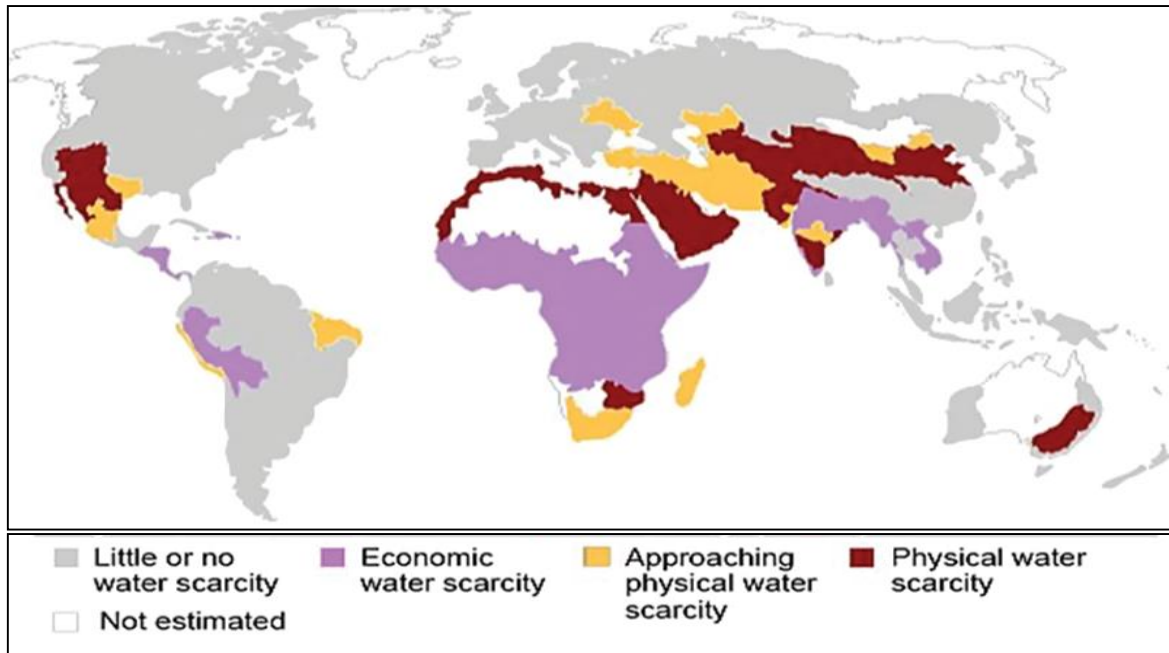 Little or no
water scarcity
Economic
water scarcity
Approaching
physical water
scarcity
Physical water
scarcity
Not estimated